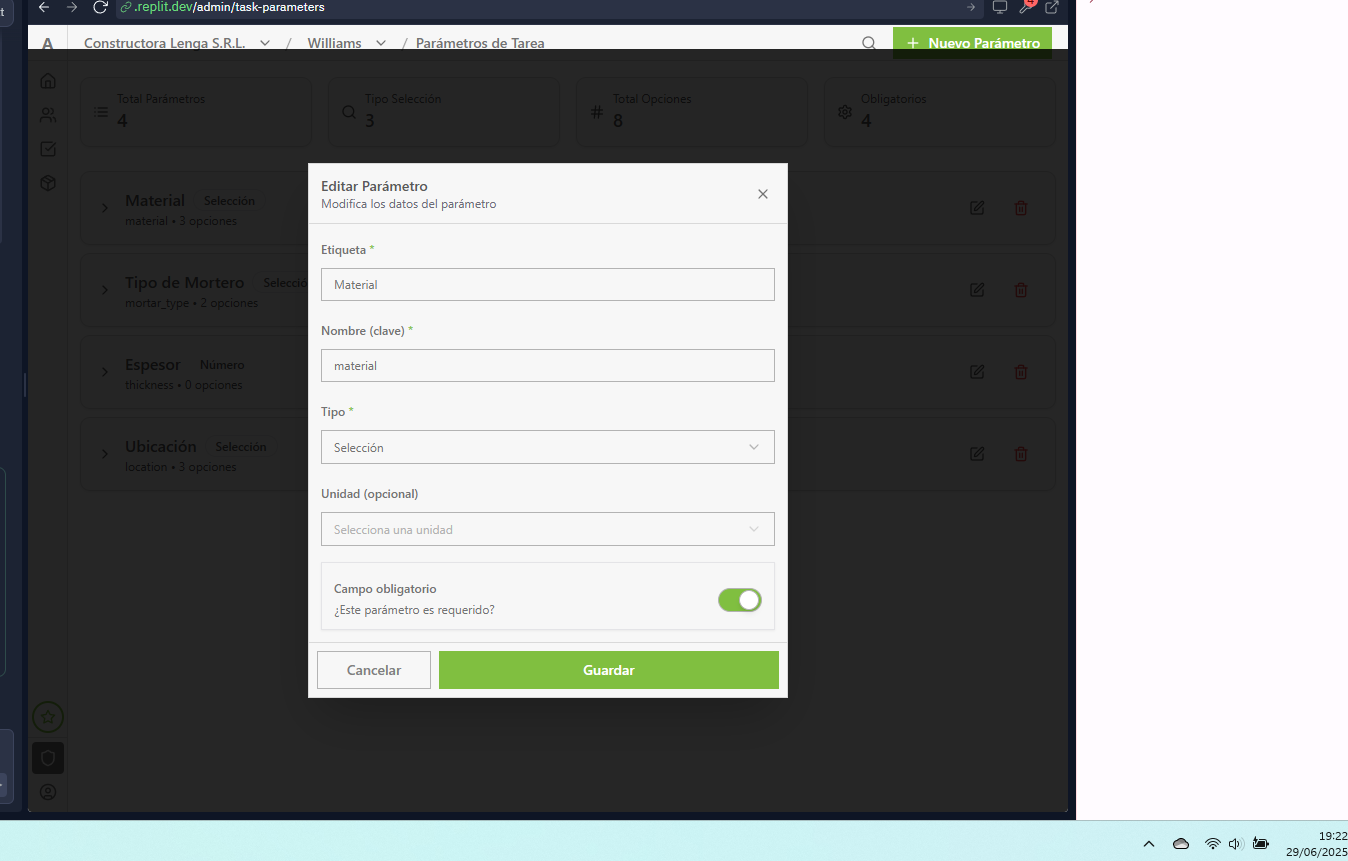 t
.replit.dev/admin/task-parameters
4
A
Constructora Lenga S.R.L. / Williams / Parámetros de Tarea
+ Nuevo Parámetro
Total Parámetros
4
Tipo Selección
3
Total Opciones
8
Obligatorios
4
Material Selección
material • 3 opciones
Tipo de Mortero Selecció
mortar_type • 2 opciones
Espesor Número
thickness • 0 opciones
Ubicación Selección
location • 3 opciones
Editar Parámetro
Modifica los datos del parámetro
Etiqueta *
Material
Nombre (clave) *
material
Tipo *
Selección
Unidad (opcional)
Selecciona una unidad
Campo obligatorio
¿Este parámetro es requerido?
Cancelar
Guardar
19:22
29/06/2025